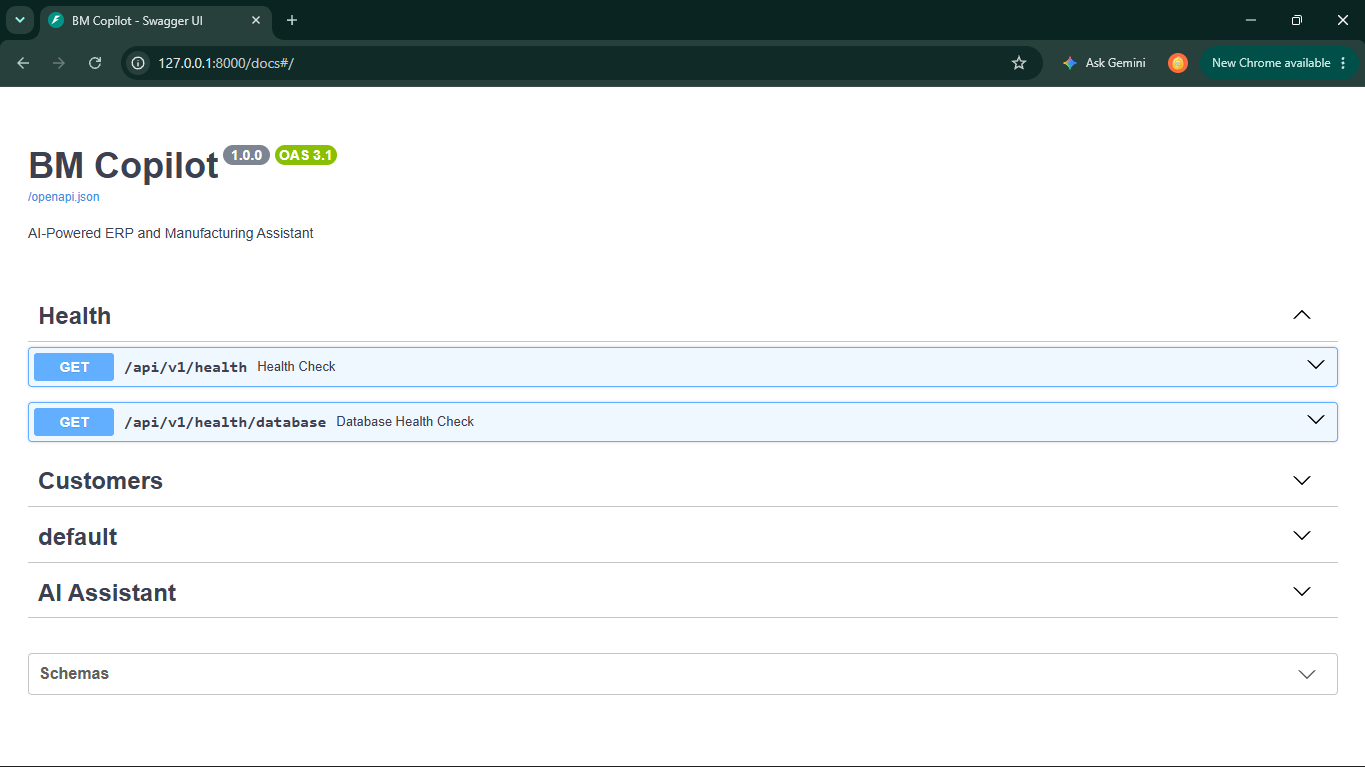 BM Copilot - Swagger UI
127.0.0.1:8000/docs#/
Ask Gemini
New Chrome available
BM Copilot 1.0.0 OAS 3.1
/openapi.json
AI-Powered ERP and Manufacturing Assistant
Health
GET /api/v1/health Health Check
GET /api/v1/health/database Database Health Check
Customers
default
AI Assistant
Schemas